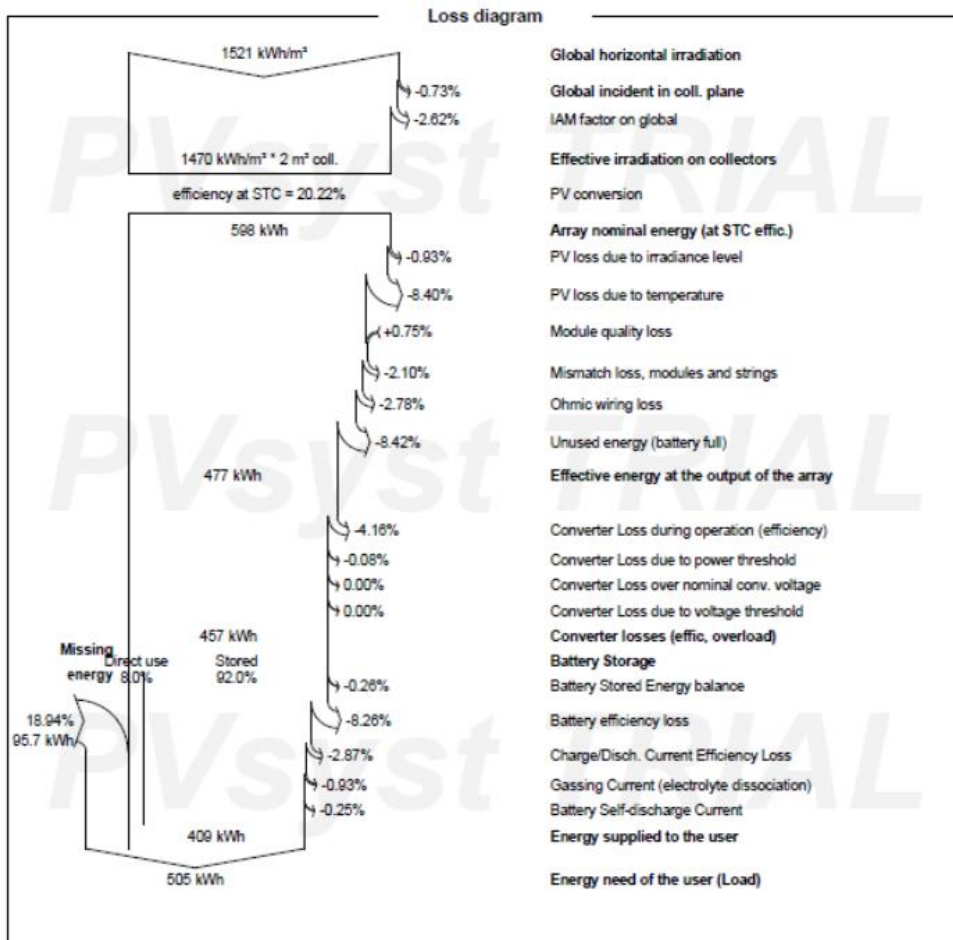 Loss diagram
1521 kWh/m² Global horizontal irradiation
-0.73% Global incident in coll. plane
-2.62% IAM factor on global
1470 kWh/m² * 2 m² coll. Effective irradiation on collectors
efficiency at STC = 20.22% PV conversion
598 kWh Array nominal energy (at STC effic.)
-0.93% PV loss due to irradiance level
-8.40% PV loss due to temperature
+0.75% Module quality loss
-2.10% Mismatch loss, modules and strings
-2.78% Ohmic wiring loss
-8.42% Unused energy (battery full)
477 kWh Effective energy at the output of the array
-4.16% Converter Loss during operation (efficiency)
-0.08% Converter Loss due to power threshold
0.00% Converter Loss over nominal conv. voltage
0.00% Converter Loss due to voltage threshold
457 kWh Converter losses (effic, overload)
Missing
energy Direct use Stored Battery Storage
8.0% 92.0%
-0.26% Battery Stored Energy balance
18.94% -8.26% Battery efficiency loss
95.7 kWh
-2.87% Charge/Disch. Current Efficiency Loss
-0.93% Gassing Current (electrolyte dissociation)
-0.25% Battery Self-discharge Current
409 kWh Energy supplied to the user
505 kWh Energy need of the user (Load)
PVsyst TRIAL
PVsyst TRIAL
PVsyst TRIAL